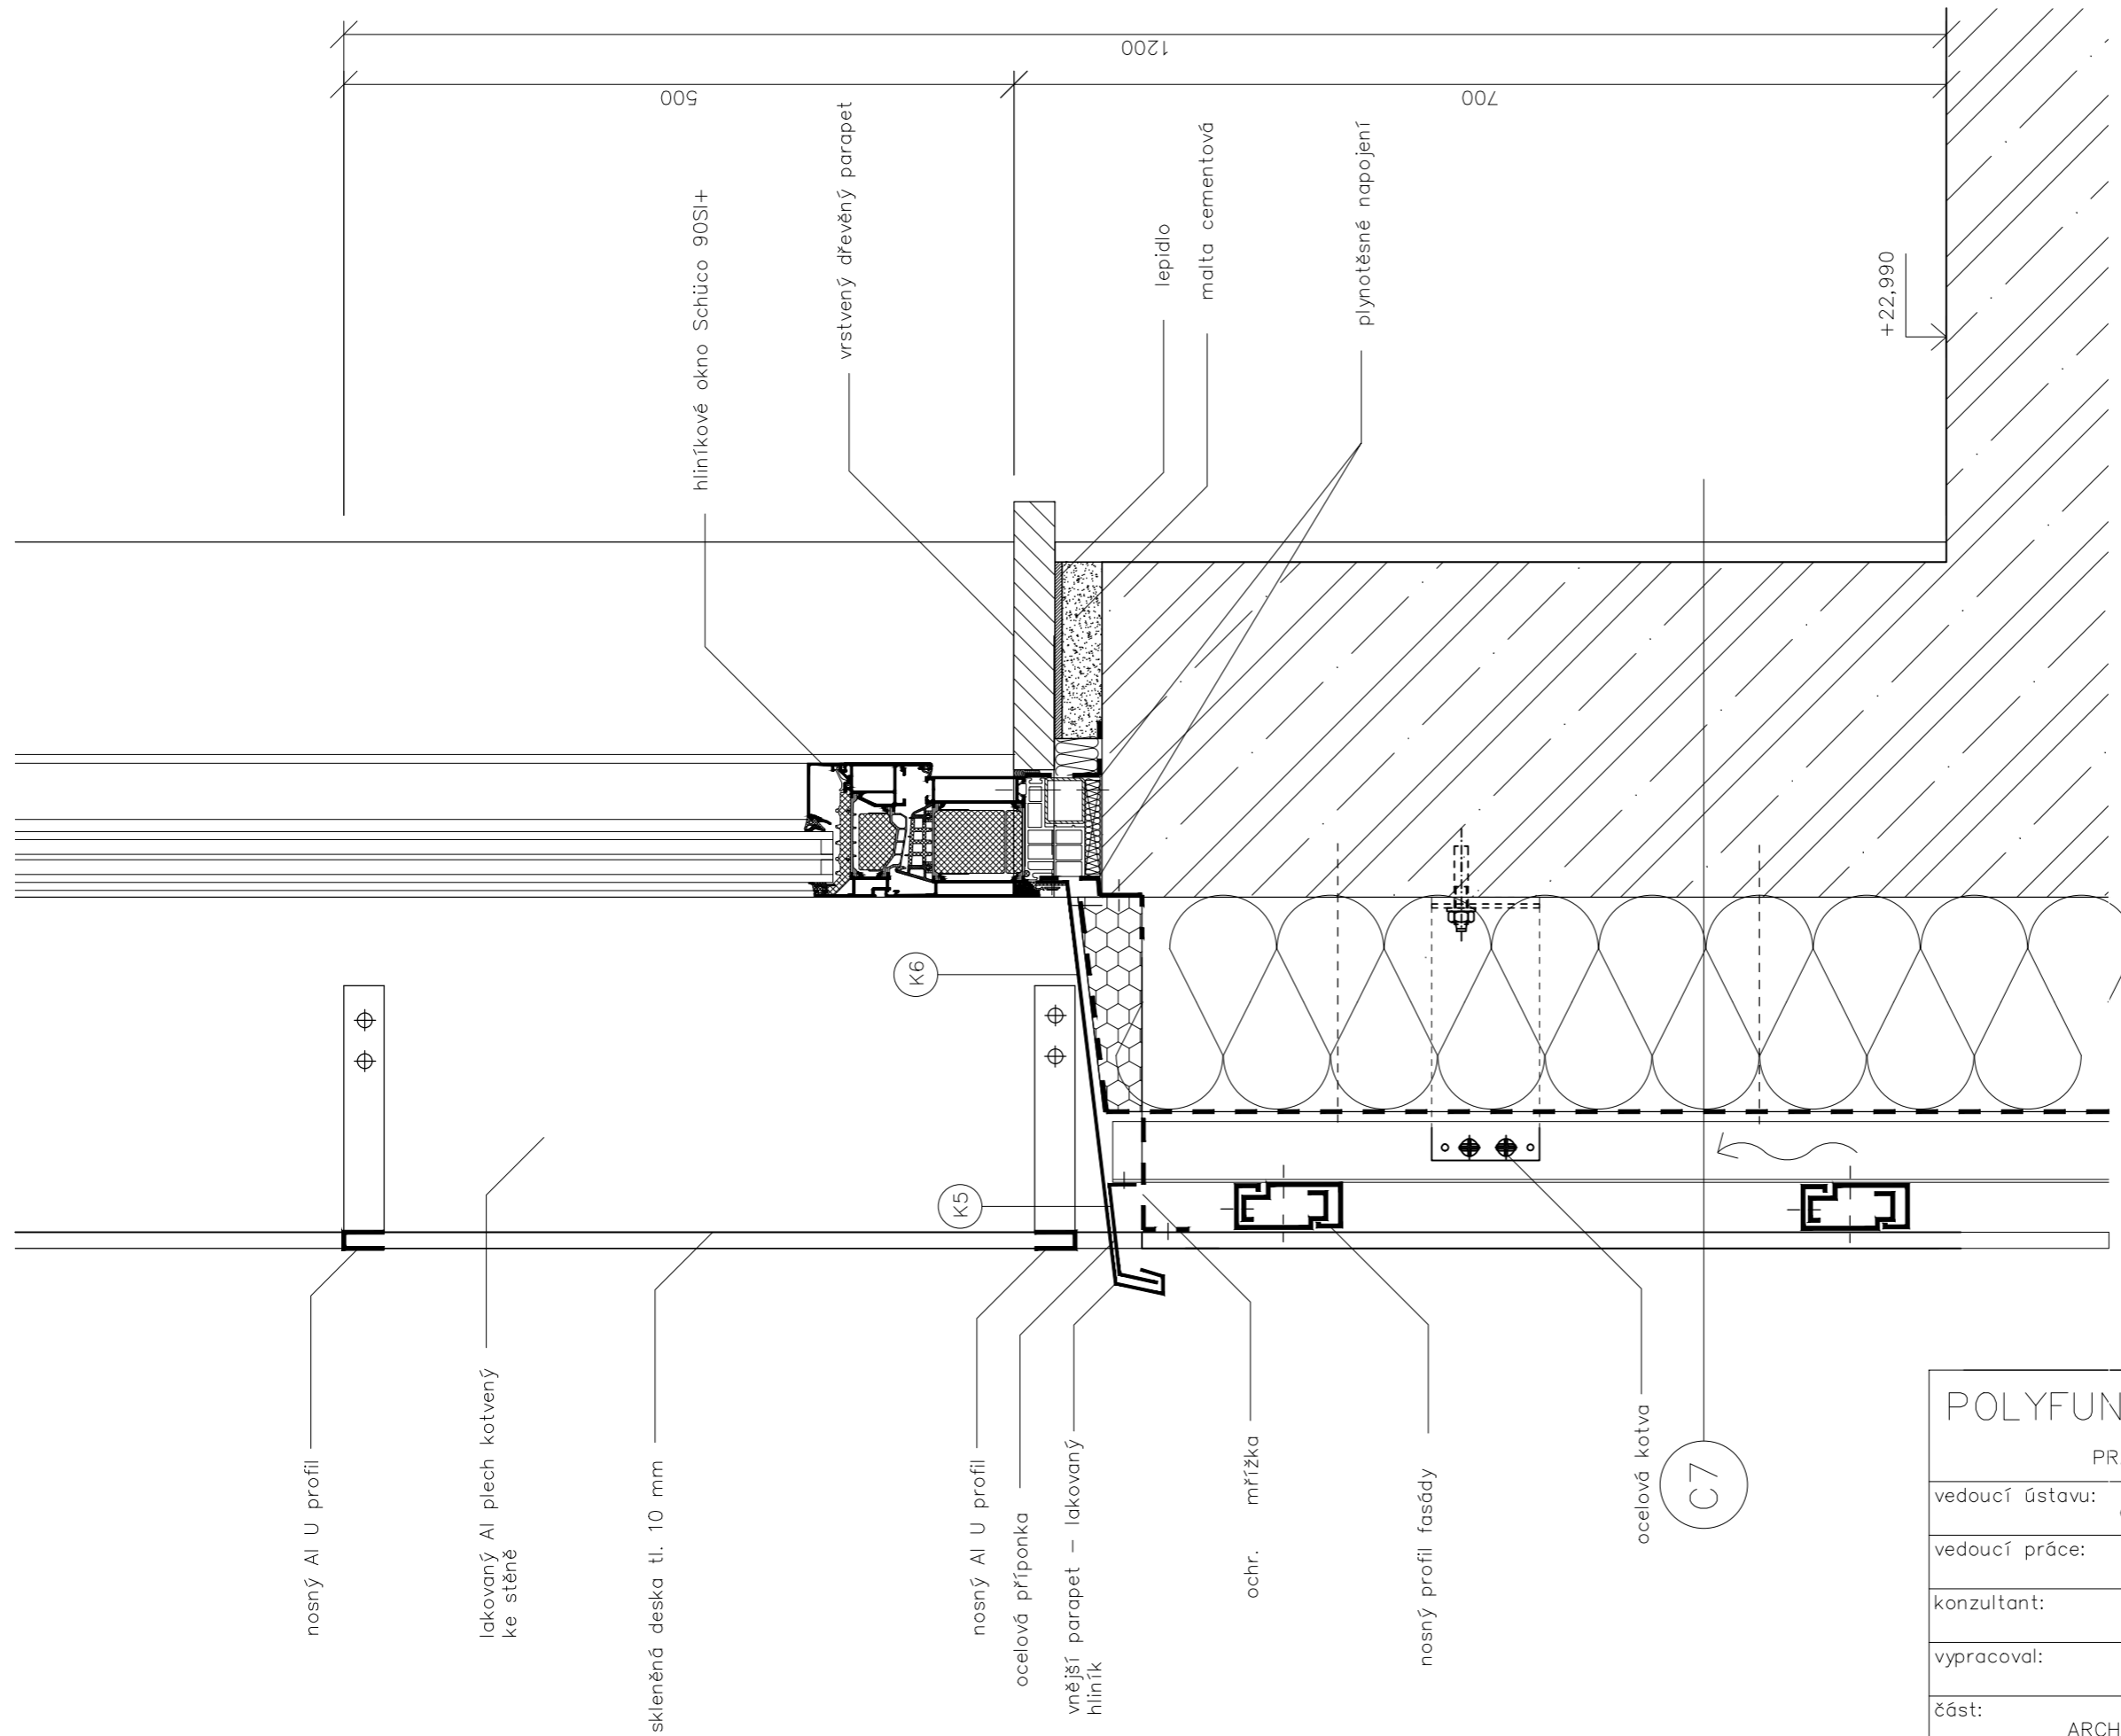 1200
500
700
hliníkové okno Schüco 90SI+
vrstvený dřevěný parapet
lepidlo
malta cementová
plynotěsné napojení
+22,990
K6
K5
nosný Al U profil
lakovaný Al plech kotvený
ke stěně
skleněná deska tl. 10 mm
nosný Al U profil
ocelová příponka
vnější parapet – lakovaný
hliník
ochr. mřížka
nosný profil fasády
ocelová kotva
C7
POLYFUN
PR
vedoucí ústavu:
vedoucí práce:
konzultant:
vypracoval:
část:
ARCH